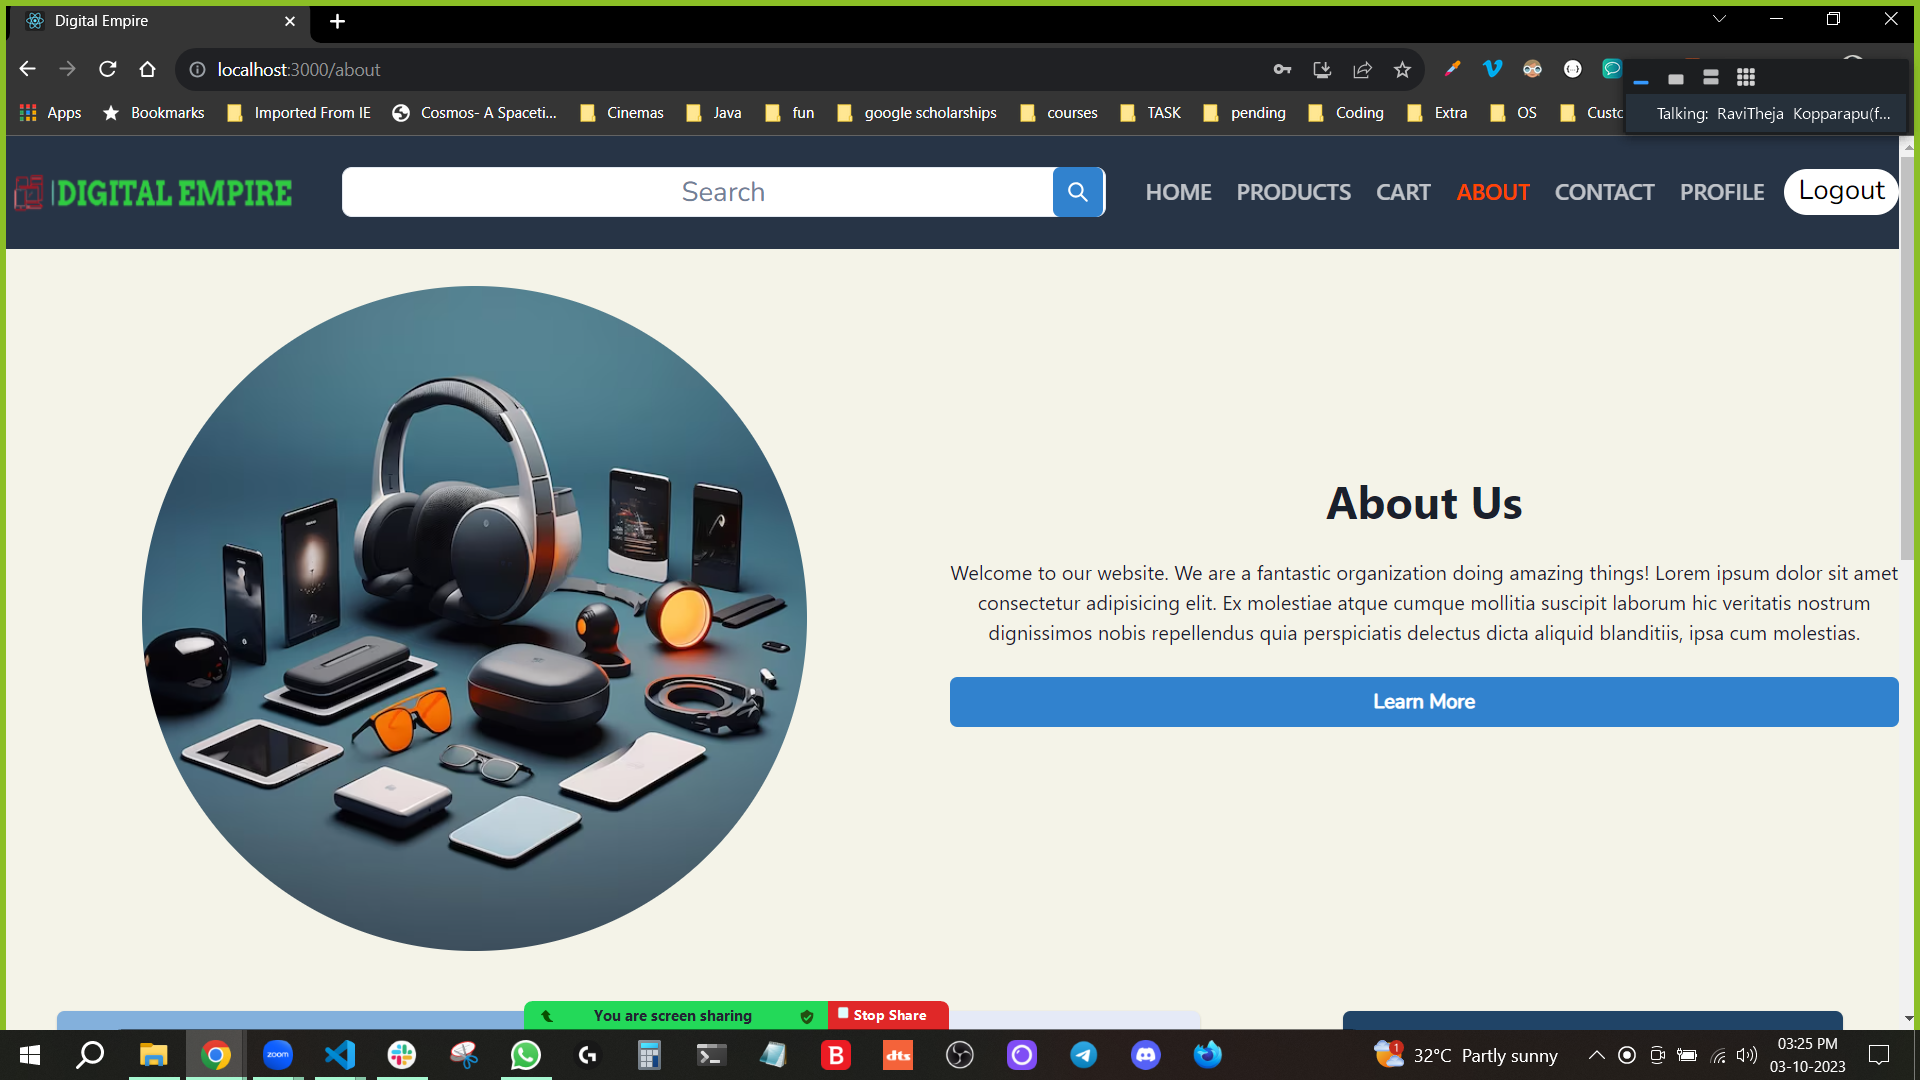 Digital Empire
localhost:3000/about
Apps
Bookmarks
Imported From IE
Cosmos- A Spaceti...
Cinemas
Java
fun
google scholarships
courses
TASK
pending
Coding
Extra
OS
Custo
Talking: RaviTheja Kopparapu(f...
DIGITAL EMPIRE
Search
HOME
PRODUCTS
CART
ABOUT
CONTACT
PROFILE
Logout
About Us
Welcome to our website. We are a fantastic organization doing amazing things! Lorem ipsum dolor sit amet
consectetur adipisicing elit. Ex molestiae atque cumque mollitia suscipit laborum hic veritatis nostrum
dignissimos nobis repellendus quia perspiciatis delectus dicta aliquid blanditiis, ipsa cum molestias.
Learn More
You are screen sharing
Stop Share
zoom
B
dts
1
32°C Partly sunny
03:25 PM
03-10-2023